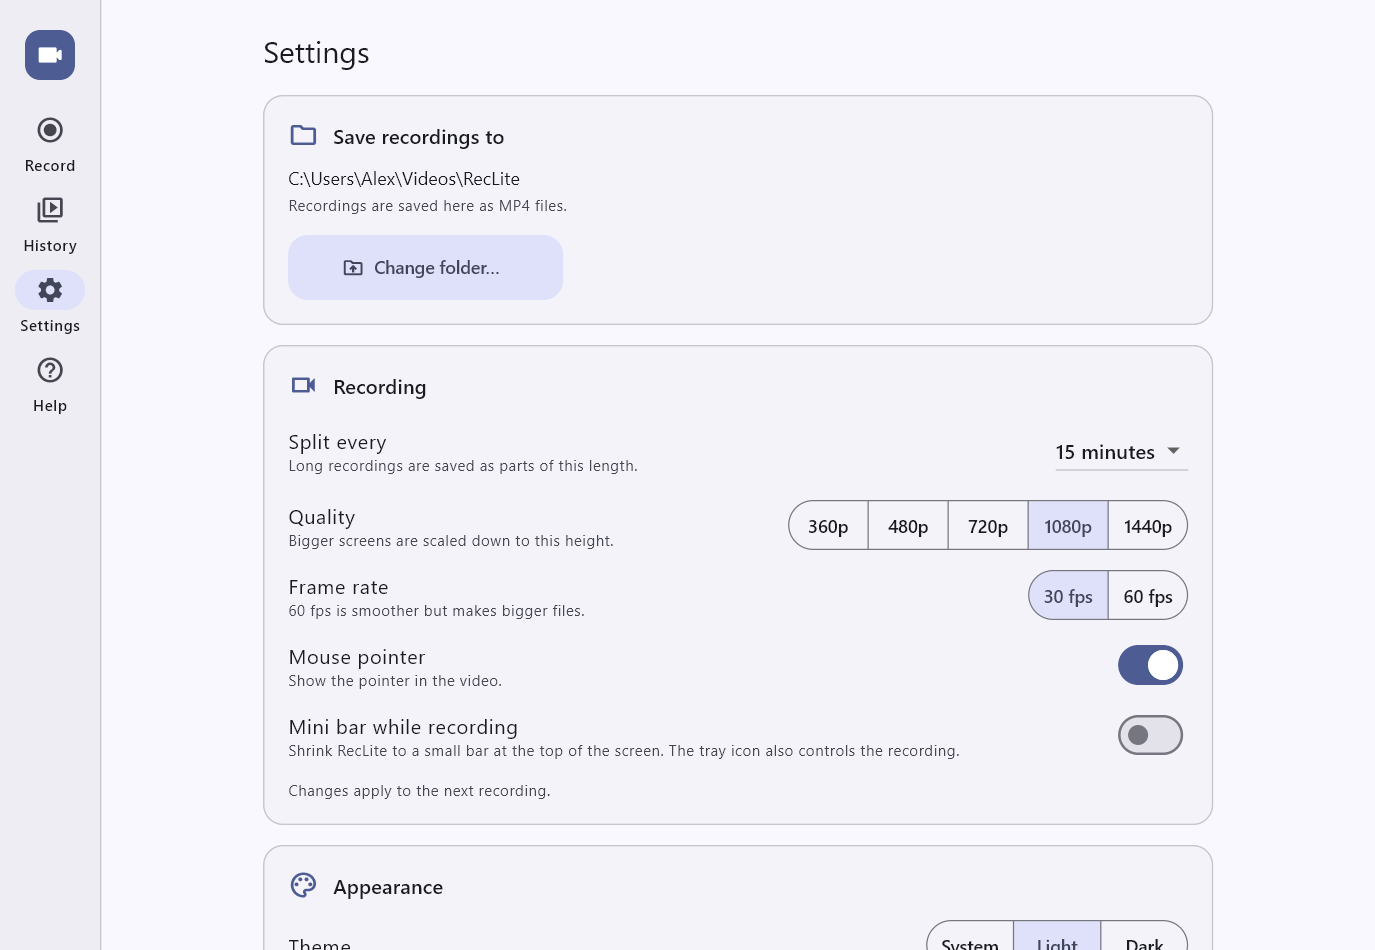 Settings
Record
History
Settings
Help
Save recordings to
C:\Users\Alex\Videos\RecLite
Recordings are saved here as MP4 files.
Change folder...
Recording
Split every
Long recordings are saved as parts of this length.
15 minutes
Quality
Bigger screens are scaled down to this height.
360p 480p 720p 1080p 1440p
Frame rate
60 fps is smoother but makes bigger files.
30 fps 60 fps
Mouse pointer
Show the pointer in the video.
Mini bar while recording
Shrink RecLite to a small bar at the top of the screen. The tray icon also controls the recording.
Changes apply to the next recording.
Appearance
Theme
System Light Dark